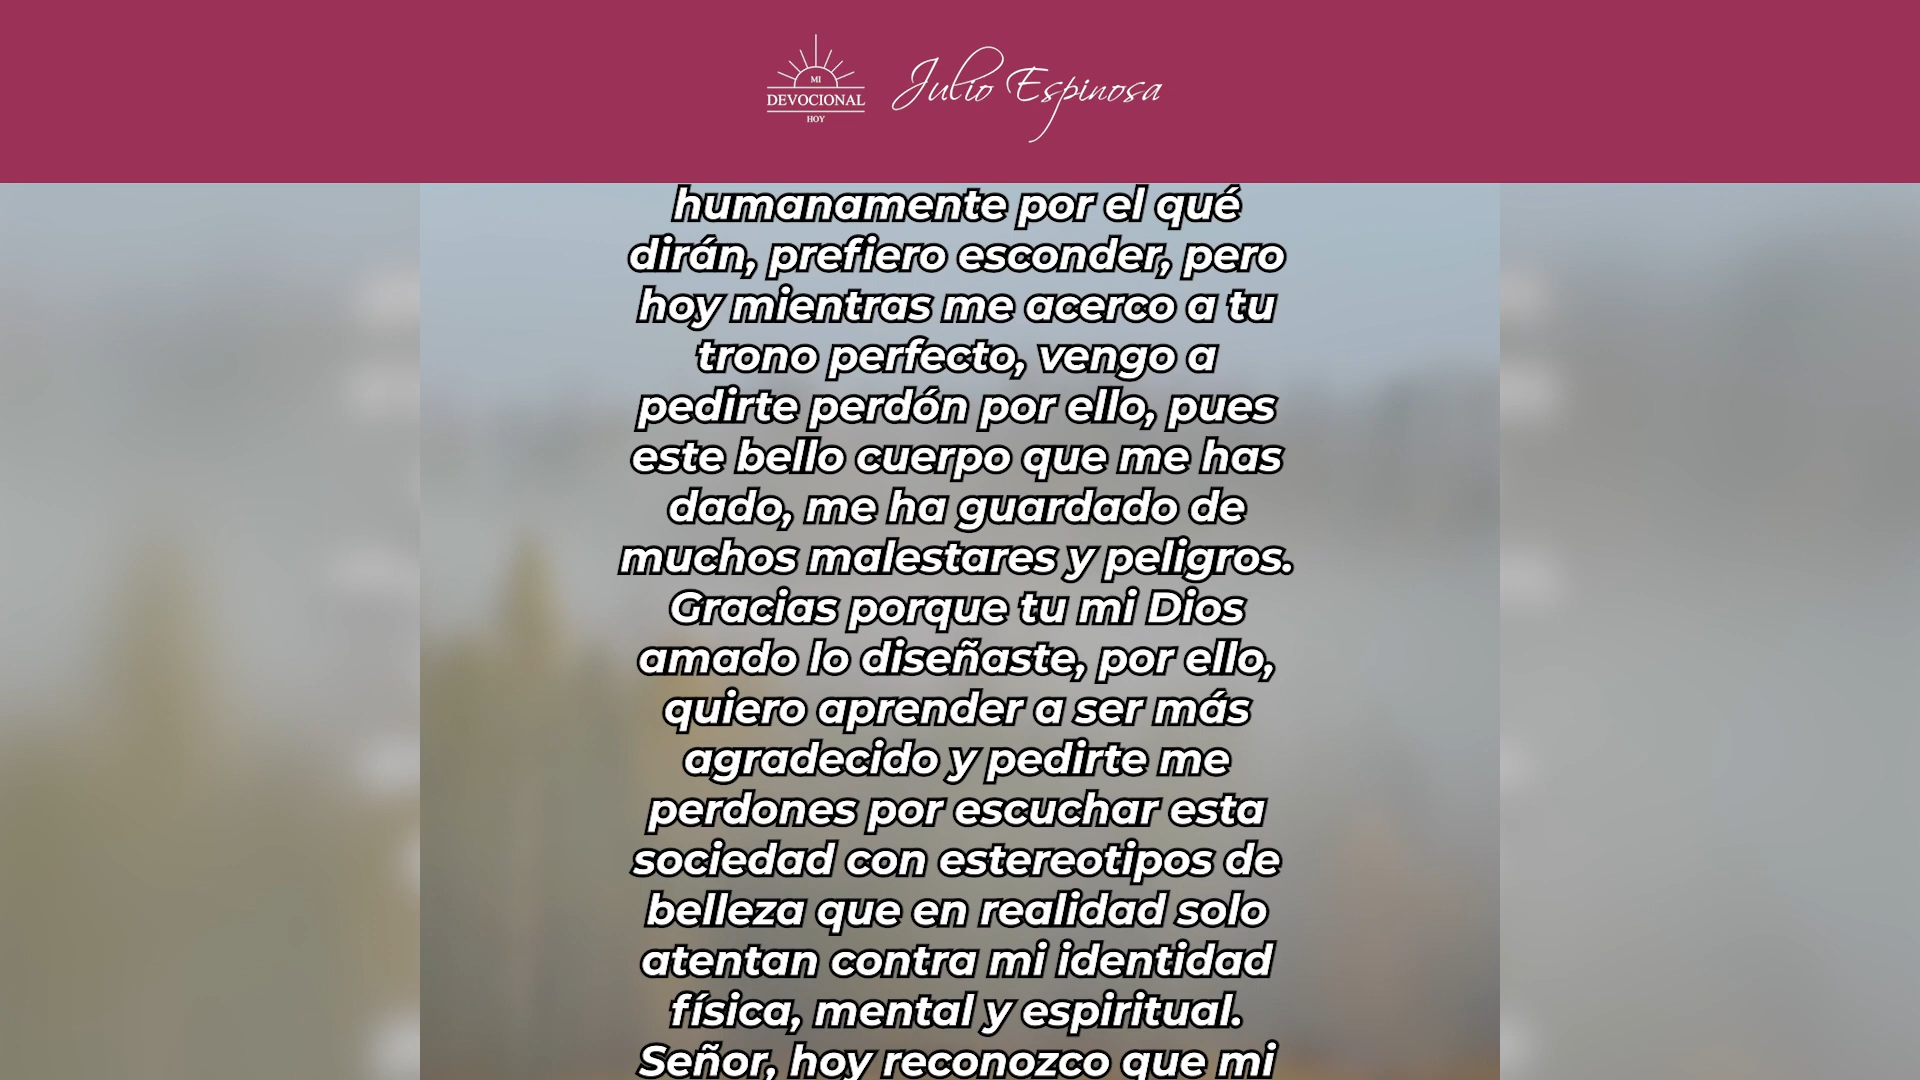 MI
DEVOCIONAL
HOY
Julio Espinosa
humanamente por el qué
dirán, prefiero esconder, pero
hoy mientras me acerco a tu
trono perfecto, vengo a
pedirte perdón por ello, pues
este bello cuerpo que me has
dado, me ha guardado de
muchos malestares y peligros.
Gracias porque tu mi Dios
amado lo diseñaste, por ello,
quiero aprender a ser más
agradecido y pedirte me
perdones por escuchar esta
sociedad con estereotipos de
belleza que en realidad solo
atentan contra mi identidad
física, mental y espiritual.
Señor, hoy reconozco que mi